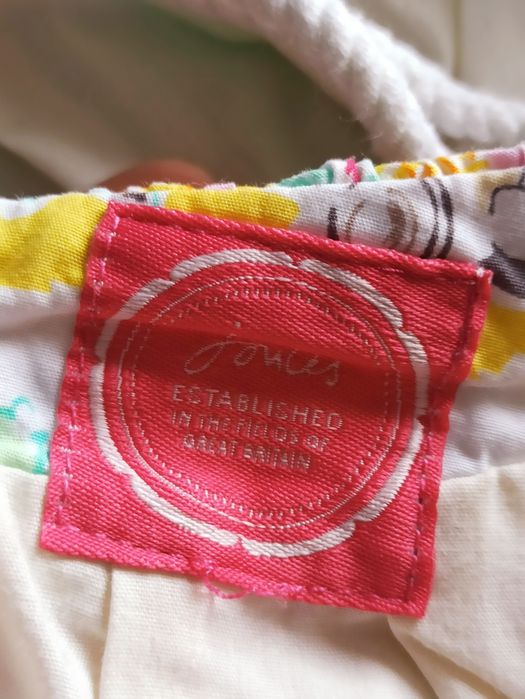 Joules
ESTABLISHED
IN THE FIELDS OF
GREAT BRITAIN